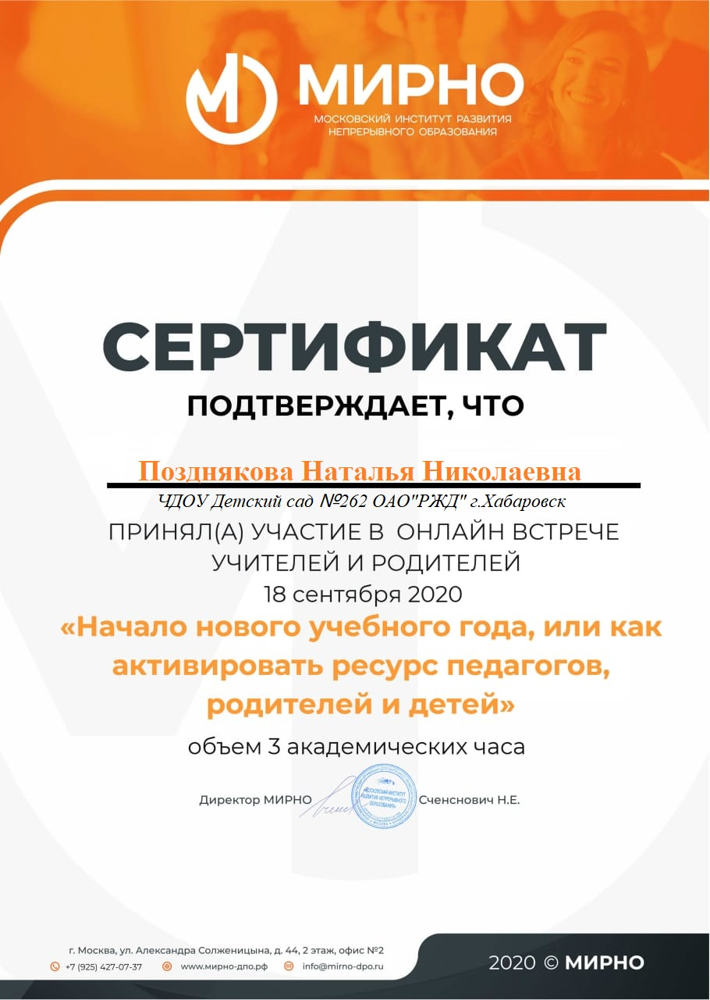 МИРНО
МОСКОВСКИЙ ИНСТИТУТ РАЗВИТИЯ
НЕПРЕРЫВНОГО ОБРАЗОВАНИЯ
СЕРТИФИКАТ
ПОДТВЕРЖДАЕТ, ЧТО
Позднякова Наталья Николаевна
ЧДОУ Детский сад №262 ОАО"РЖД" г.Хабаровск
ПРИНЯЛ(А) УЧАСТИЕ В ОНЛАЙН ВСТРЕЧЕ
УЧИТЕЛЕЙ И РОДИТЕЛЕЙ
18 сентября 2020
«Начало нового учебного года, или как
активировать ресурс педагогов,
родителей и детей»
объем 3 академических часа
Директор МИРНО
МОСКОВСКИЙ ИНСТИТУТ
РАЗВИТИЯ НЕПРЕРЫВНОГО
ОБРАЗОВАНИЯ
Сченснович Н.Е.
г. Москва, ул. Александра Солженицына, д. 44, 2 этаж, офис №2
+7 (925) 427-07-37 www.мирно-дпо.рф info@mirno-dpo.ru
2020 © МИРНО